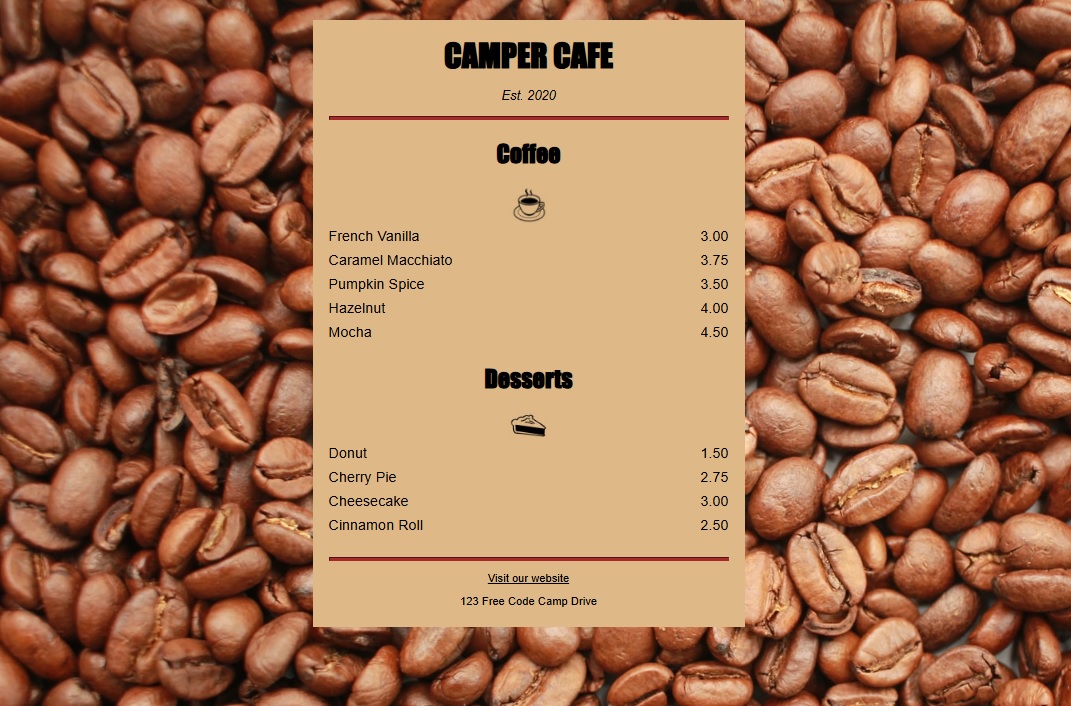 CAMPER CAFE
Est. 2020
Coffee
French Vanilla 3.00
Caramel Macchiato 3.75
Pumpkin Spice 3.50
Hazelnut 4.00
Mocha 4.50
Desserts
Donut 1.50
Cherry Pie 2.75
Cheesecake 3.00
Cinnamon Roll 2.50
Visit our website
123 Free Code Camp Drive